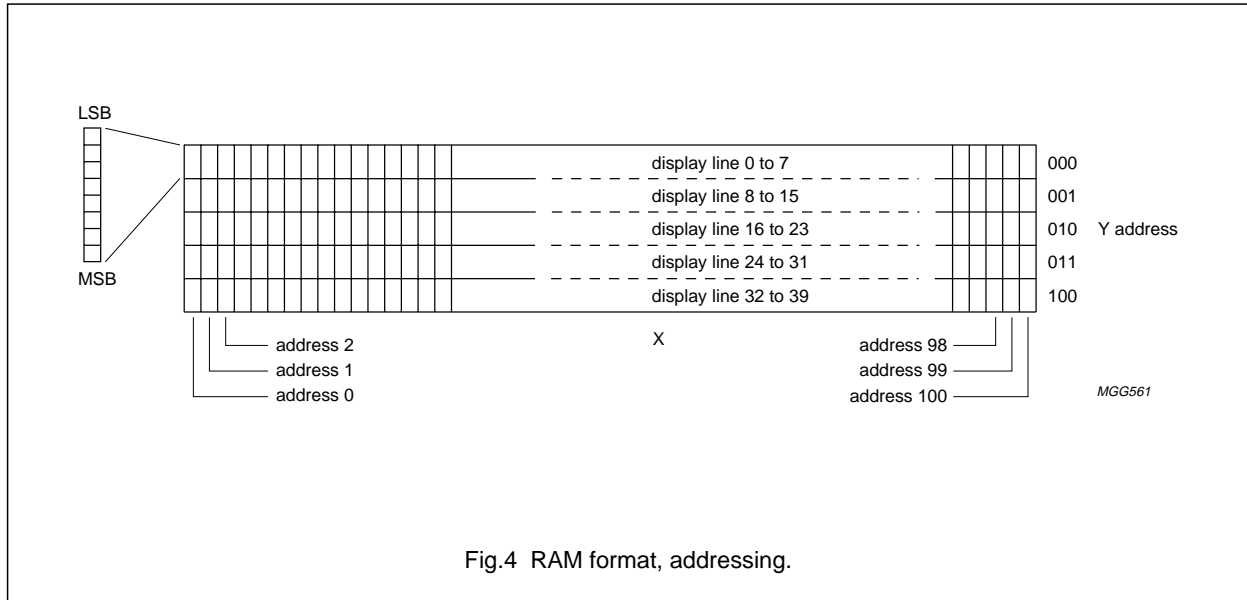 LSB
MSB
display line 0 to 7
000
display line 8 to 15
001
display line 16 to 23
010
Y address
display line 24 to 31
011
display line 32 to 39
100
X
address 2
address 1
address 0
address 98
address 99
address 100
MGG561
Fig.4 RAM format, addressing.